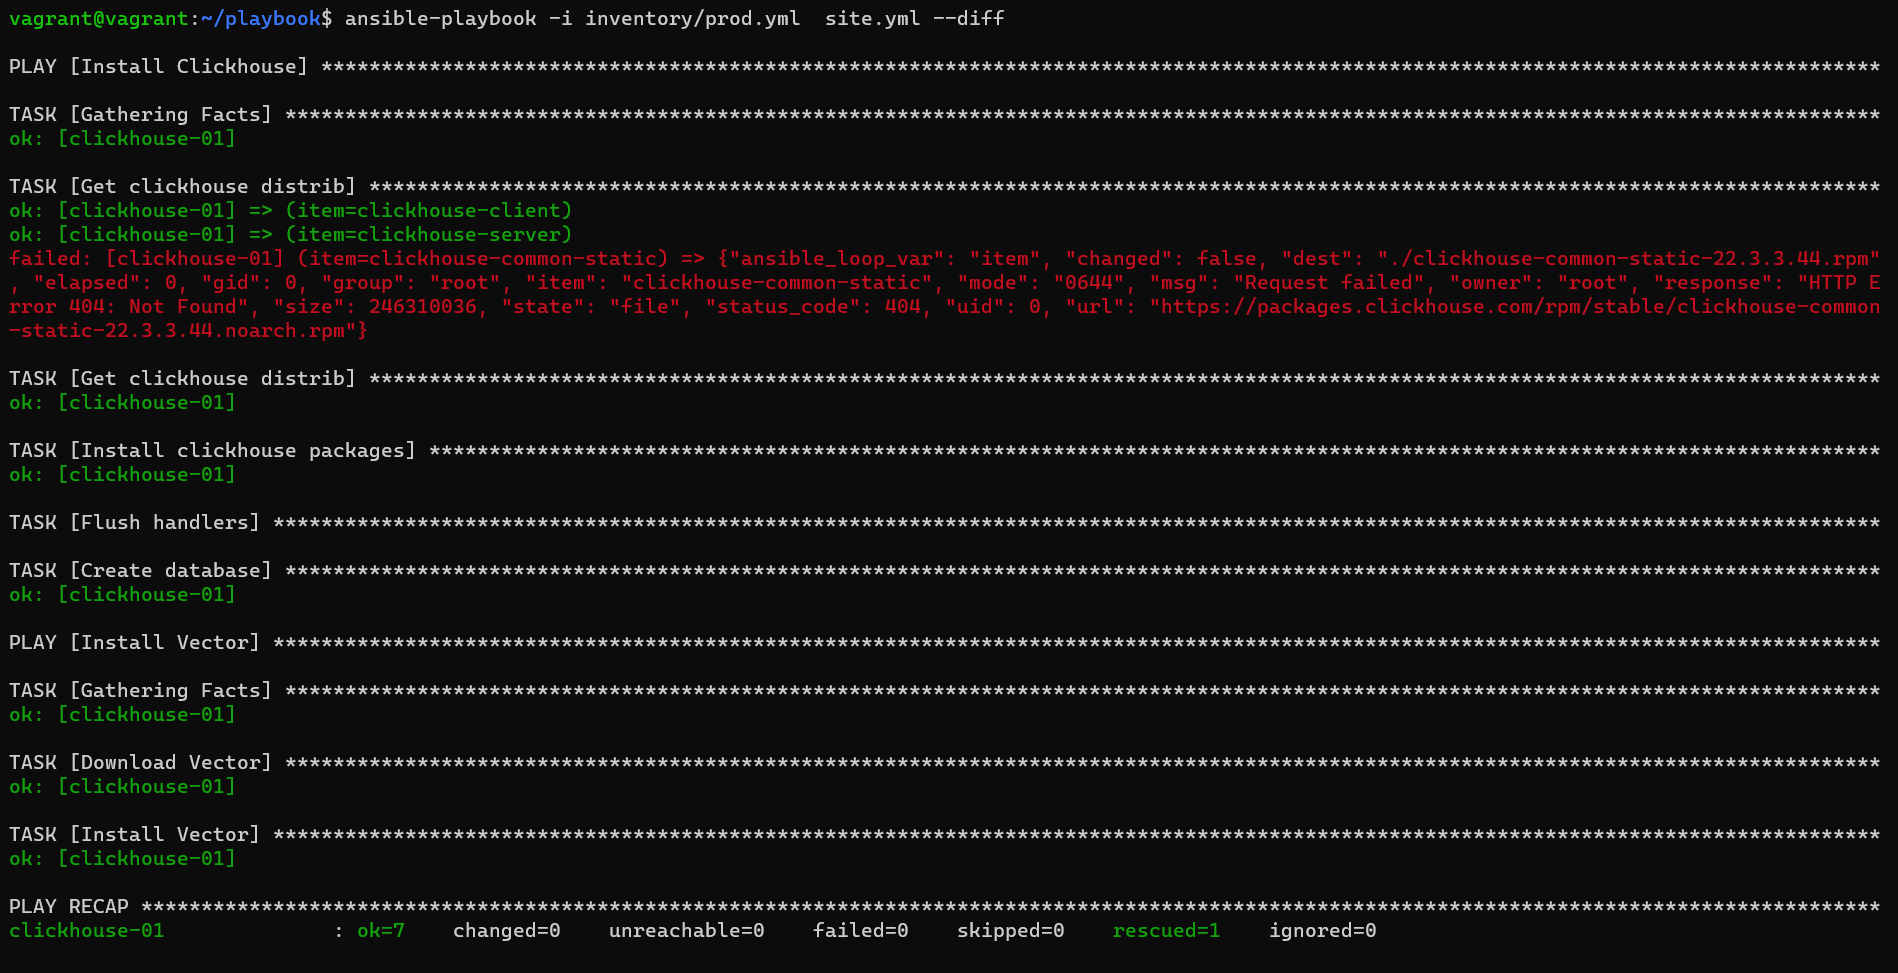 vagrant@vagrant:~/playbook$ ansible-playbook -i inventory/prod.yml  site.yml --diff
PLAY [Install Clickhouse] **********************************************************************************************************************************
TASK [Gathering Facts] *************************************************************************************************************************************
ok: [clickhouse-01]
TASK [Get clickhouse distrib] ******************************************************************************************************************************
ok: [clickhouse-01] => (item=clickhouse-client)
ok: [clickhouse-01] => (item=clickhouse-server)
failed: [clickhouse-01] (item=clickhouse-common-static) => {"ansible_loop_var": "item", "changed": false, "dest": "./clickhouse-common-static-22.3.3.44.rpm"
, "elapsed": 0, "gid": 0, "group": "root", "item": "clickhouse-common-static", "mode": "0644", "msg": "Request failed", "owner": "root", "response": "HTTP E
rror 404: Not Found", "size": 246310036, "state": "file", "status_code": 404, "uid": 0, "url": "https://packages.clickhouse.com/rpm/stable/clickhouse-common
-static-22.3.3.44.noarch.rpm"}
TASK [Get clickhouse distrib] ******************************************************************************************************************************
ok: [clickhouse-01]
TASK [Install clickhouse packages] *************************************************************************************************************************
ok: [clickhouse-01]
TASK [Flush handlers] **************************************************************************************************************************************
TASK [Create database] *************************************************************************************************************************************
ok: [clickhouse-01]
PLAY [Install Vector] **************************************************************************************************************************************
TASK [Gathering Facts] *************************************************************************************************************************************
ok: [clickhouse-01]
TASK [Download Vector] *************************************************************************************************************************************
ok: [clickhouse-01]
TASK [Install Vector] **************************************************************************************************************************************
ok: [clickhouse-01]
PLAY RECAP *************************************************************************************************************************************************
clickhouse-01              : ok=7    changed=0    unreachable=0    failed=0    skipped=0    rescued=1    ignored=0